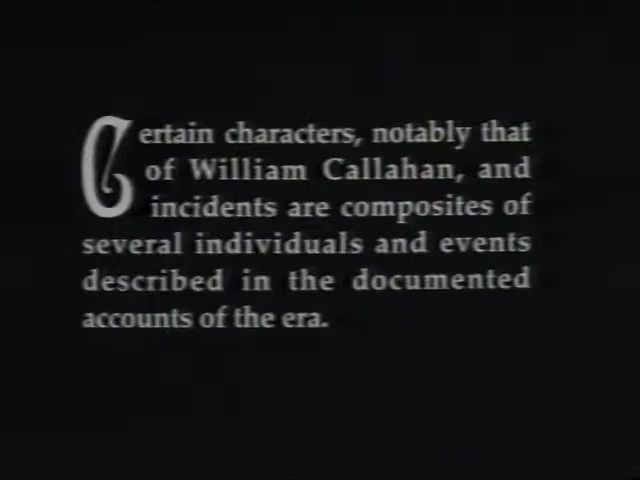 Certain characters, notably that
of William Callahan, and
incidents are composites of
several individuals and events
described in the documented
accounts of the era.